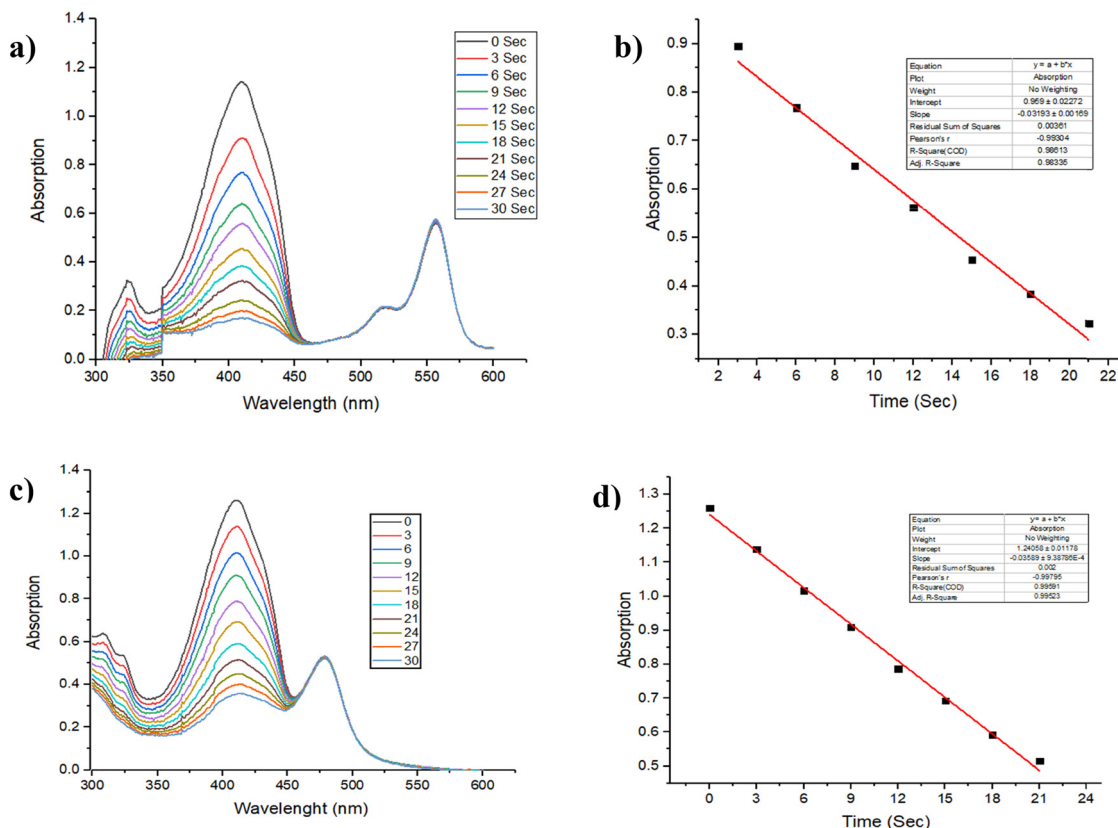 a)
Absorption
1.4
1.2
1.0
0.8
0.6
0.4
0.2
0.0
300 350 400 450 500 550 600
Wavelength (nm)
0 Sec
3 Sec
6 Sec
9 Sec
12 Sec
15 Sec
18 Sec
21 Sec
24 Sec
27 Sec
30 Sec
b)
Absorption
0.9
0.8
0.7
0.6
0.5
0.4
0.3
2 4 6 8 10 12 14 16 18 20 22
Time (Sec)
Equation y = a + b*x
Plot Absorption
Weight No Weighting
Intercept 0.969 ± 0.02272
Slope -0.03193 ± 0.00169
Residual Sum of Squares 0.00361
Pearson's r -0.99304
R-Square(COD) 0.98613
Adj. R-Square 0.98335
c)
Absorption
1.4
1.2
1.0
0.8
0.6
0.4
0.2
0.0
300 350 400 450 500 550 600
Wavelenght (nm)
0
3
6
9
12
15
18
21
24
27
30
d)
Absorption
1.3
1.2
1.1
1.0
0.9
0.8
0.7
0.6
0.5
0 3 6 9 12 15 18 21 24
Time (Sec)
Equation y = a + b*x
Plot Absorption
Weight No Weighting
Intercept 1.24058 ± 0.01178
Slope -0.03589 ± 9.38786E-4
Residual Sum of Squares 0.002
Pearson's r -0.99795
R-Square(COD) 0.99591
Adj. R-Square 0.99523